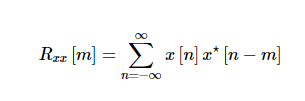 R_{xx}[m] = \sum_{n=-\infty}^{\infty} x[n] x^{\star}[n-m]